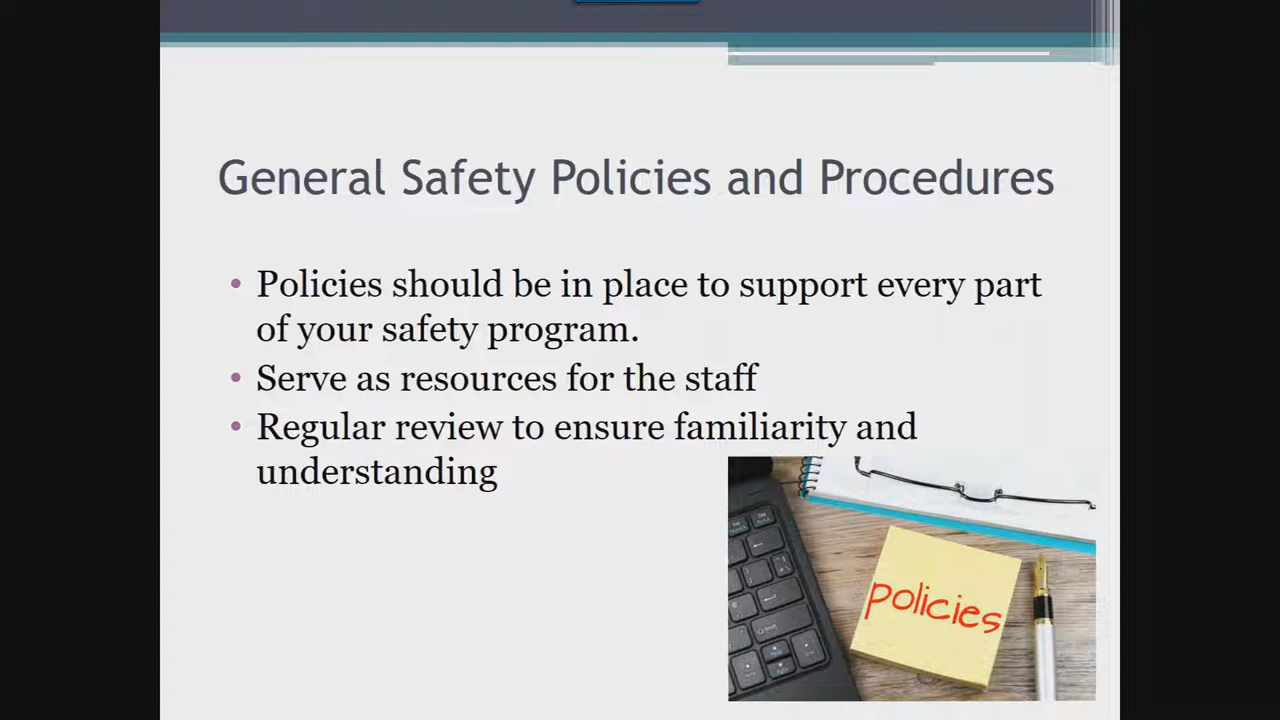 General Safety Policies and Procedures
• Policies should be in place to support every part
of your safety program.
• Serve as resources for the staff
• Regular review to ensure familiarity and
understanding
policies